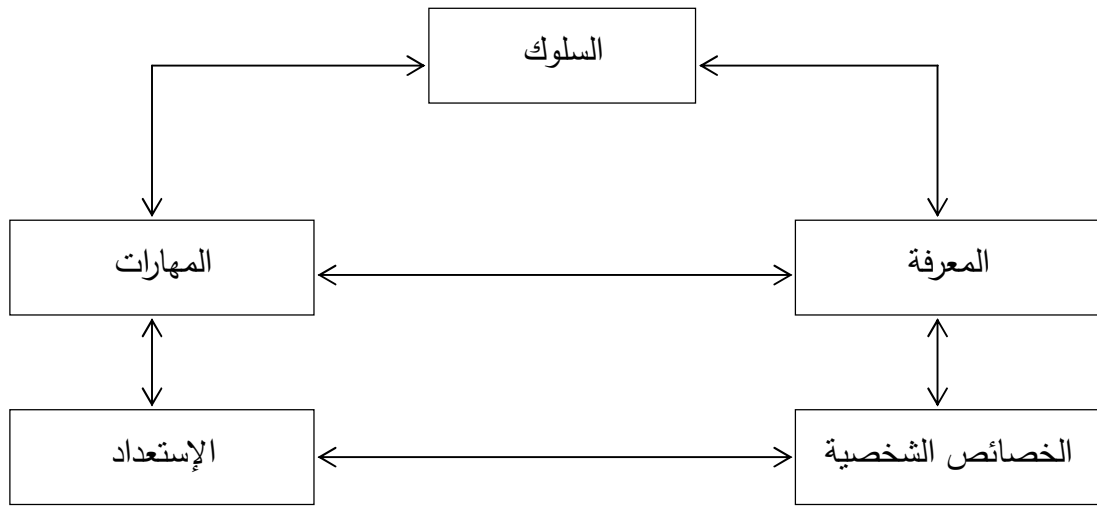 السلوك
المعرفة
المهارات
الخصائص الشخصية
الإستعداد